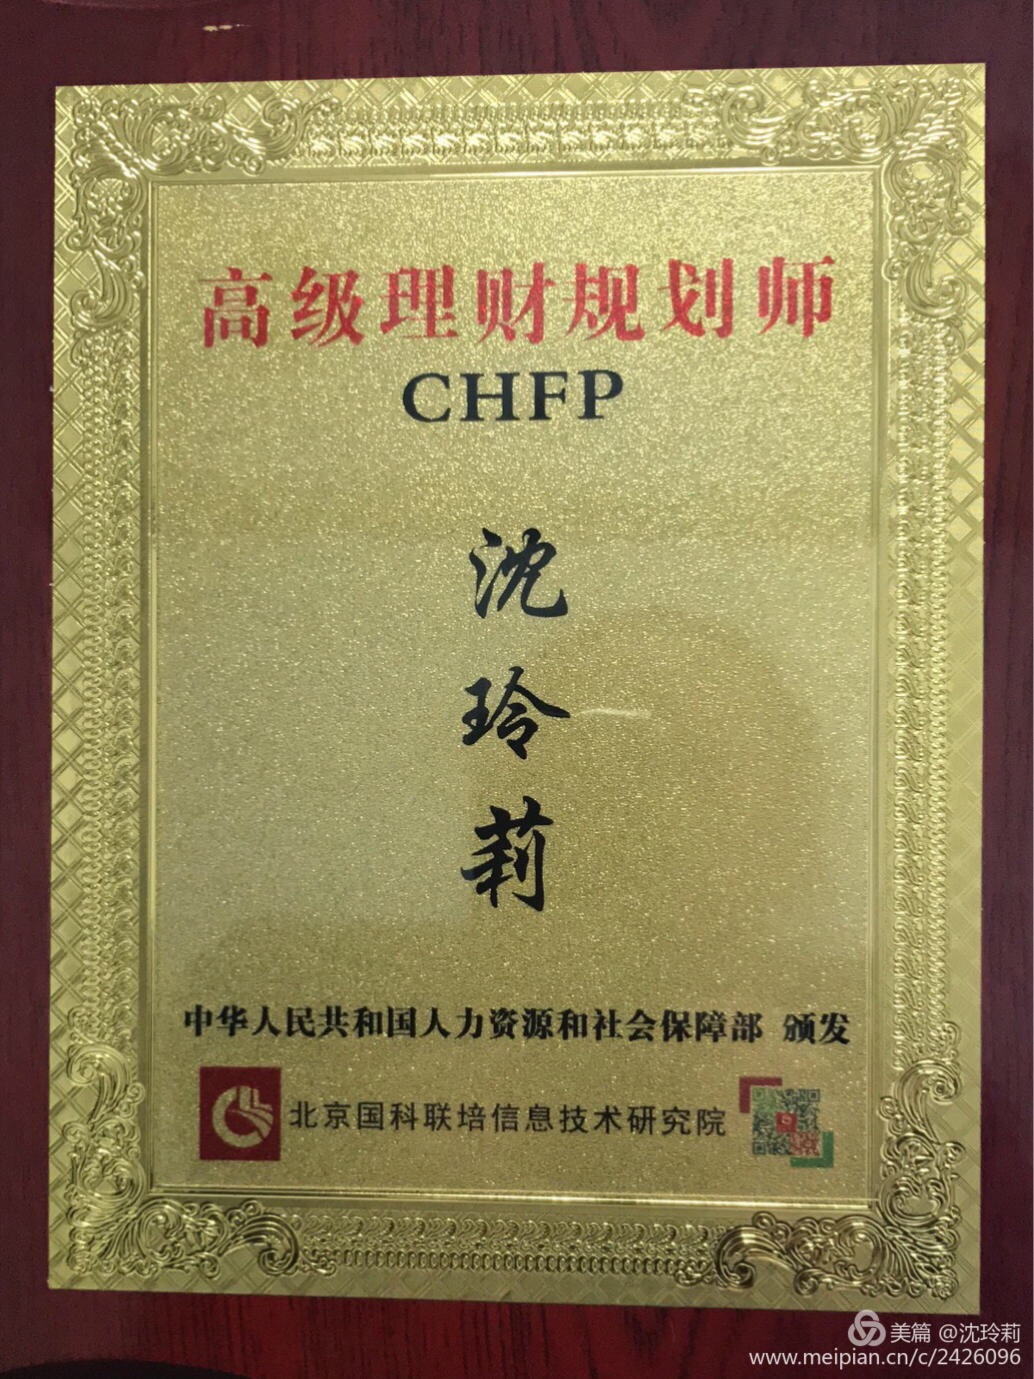 高级理财规划师
CHFP
沈
玲
莉
中华人民共和国人力资源和社会保障部 颁发
北京国科联培信息技术研究院
美篇 @沈玲莉
www.meipian.cn/c/2426096